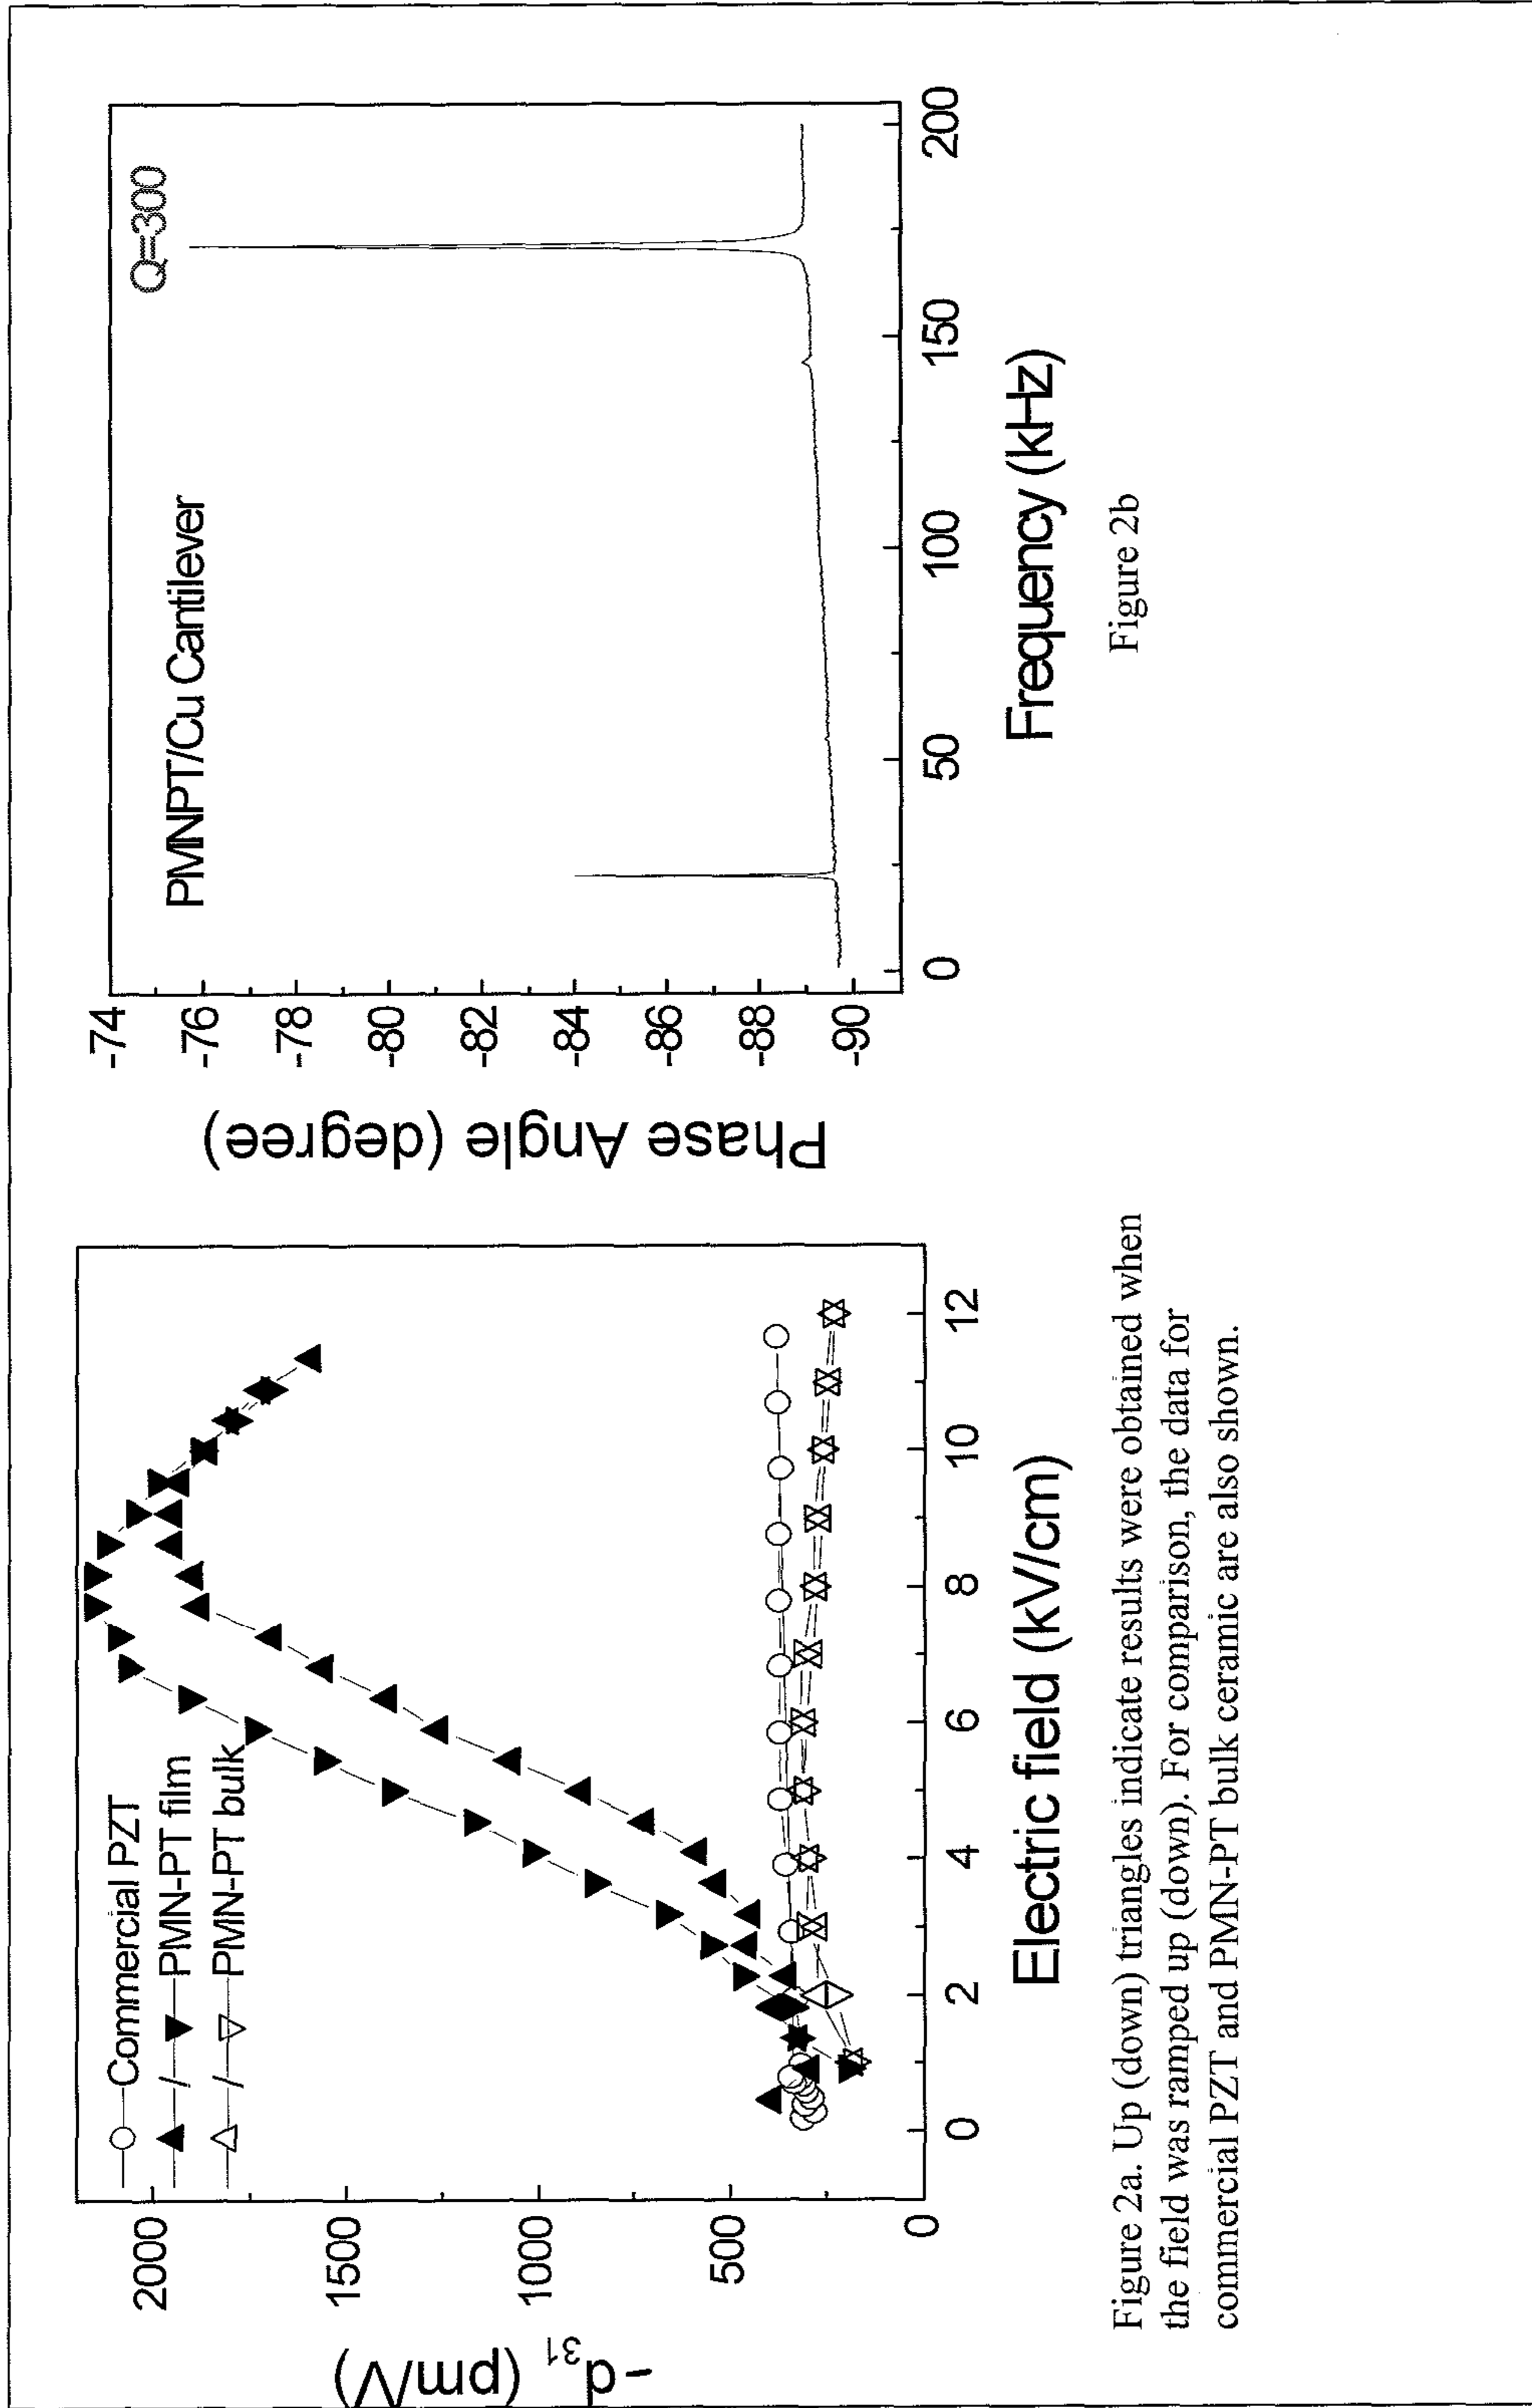 -d31 (pm/V)
2000
1500
1000
500
0
Commercial PZT
/ PMN-PT film
/ PMN-PT bulk
0 2 4 6 8 10 12
Electric field (kV/cm)
Figure 2a. Up (down) triangles indicate results were obtained when
the field was ramped up (down). For comparison, the data for
commercial PZT and PMN-PT bulk ceramic are also shown.
Phase Angle (degree)
-74
-76
-78
-80
-82
-84
-86
-88
-90
PMNPT/Cu Cantilever
Q=300
0 50 100 150 200
Frequency (kHz)
Figure 2b